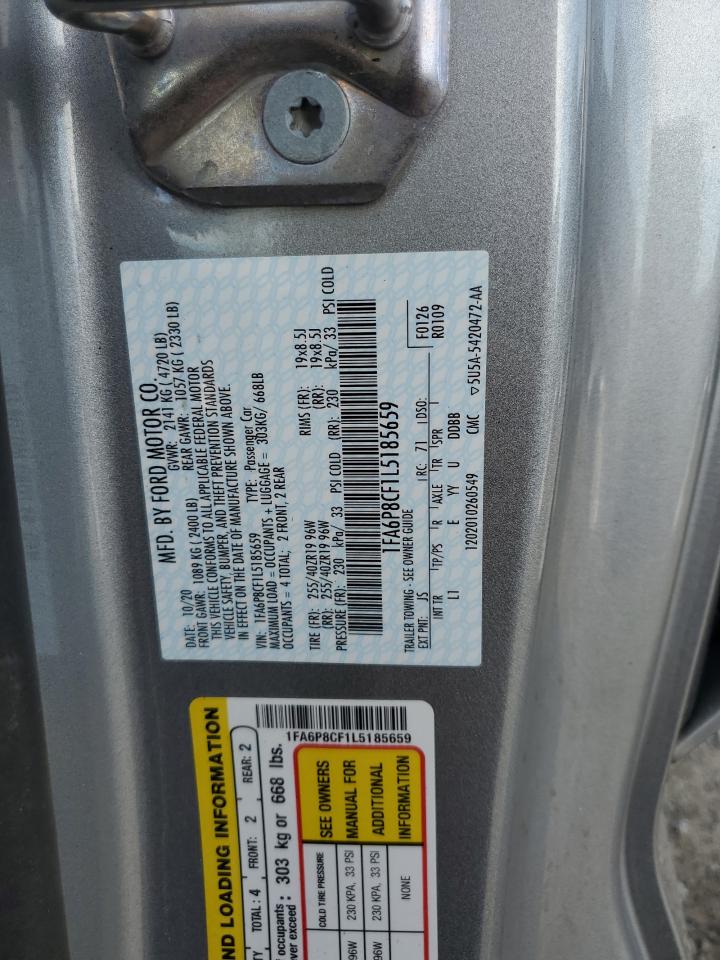 MFD. BY FORD MOTOR CO.
DATE: 10/20 GVWR: 2141 KG ( 4720 LB)
FRONT GAWR: 1089 KG ( 2400 LB) REAR GAWR: 1057 KG ( 2330 LB)
THIS VEHICLE CONFORMS TO ALL APPLICABLE FEDERAL MOTOR
VEHICLE SAFETY, BUMPER, AND THEFT PREVENTION STANDARDS
IN EFFECT ON THE DATE OF MANUFACTURE SHOWN ABOVE.
VIN: 1FA6P8CF1L5185659 TYPE: Passenger Car
MAXIMUM LOAD = OCCUPANTS + LUGGAGE = 303KG/ 668LB
OCCUPANTS = 4 TOTAL; 2 FRONT, 2 REAR
TIRE (FR): 255/40ZR19 96W RIMS (FR): 19x8.5J
(RR): 255/40ZR19 96W (RR): 19x8.5J
PRESSURE (FR): 230 kPa/ 33 PSI COLD (RR): 230 kPa/ 33 PSI COLD
1FA6P8CF1L5185659
TRAILER TOWING - SEE OWNER GUIDE
F0126
R0109
EXT PNT: JS RC: 71 DSO:
INT TR TP/PS R AXLE TR SPR
L1 E YY U DDBB
1202010260549 CMC ▽5U5A-5420472-AA
1FA6P8CF1L5185659
ND LOADING INFORMATION
TY TOTAL: 4 FRONT: 2 REAR: 2
f occupants: 303 kg or 668 lbs.
ver exceed
COLD TIRE PRESSURE SEE OWNERS
96W 230 KPA, 33 PSI MANUAL FOR
96W 230 KPA, 33 PSI ADDITIONAL
NONE INFORMATION